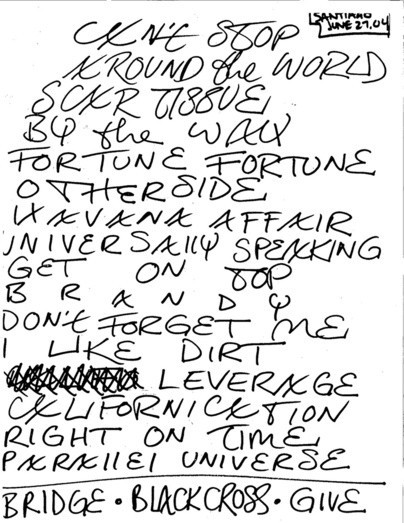 SANTIAGO
JUNE 27.04
CAN'T STOP
AROUND the WORLD
SCAR TISSUE
BY the WAY
FORTUNE FORTUNE
OTHERSIDE
HAVANA AFFAIR
UNIVERSALLY SPEAKING
GET ON TOP
BRANDY
DON'T FORGET ME
I LIKE DIRT
LEVERAGE
CALIFORNICATION
RIGHT ON TIME
PARALLEL UNIVERSE
BRIDGE • BLACKCROSS • GIVE